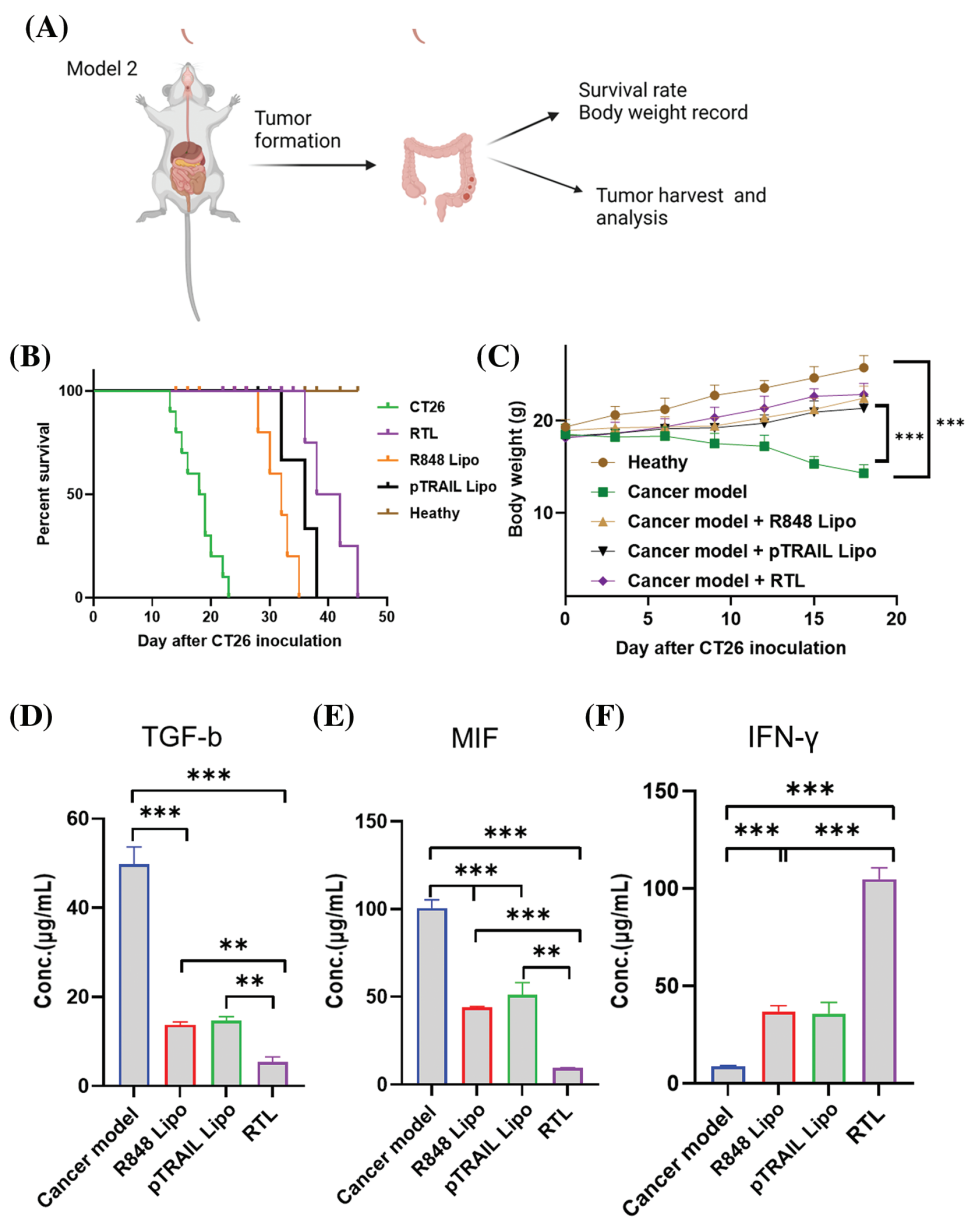 (A)
Model 2
Tumor
formation
Survival rate
Body weight record
Tumor harvest and
analysis
(B)
Percent survival
100
50
0
0 10 20 30 40 50
Day after CT26 inoculation
CT26
RTL
R848 Lipo
pTRAIL Lipo
Heathy
(C)
Body weight (g)
20
10
0 5 10 15 20
Day after CT26 inoculation
Heathy
Cancer model
Cancer model + R848 Lipo
Cancer model + pTRAIL Lipo
Cancer model + RTL
***
***
(D)
TGF-b
Conc.(μg/mL)
60
40
20
0
***
***
**
**
Cancer model
R848 Lipo
pTRAIL Lipo
RTL
(E)
MIF
Conc.(μg/mL)
150
100
50
0
***
***
***
**
Cancer model
R848 Lipo
pTRAIL Lipo
RTL
(F)
IFN-γ
Conc.(μg/mL)
150
100
50
0
***
*** ***
Cancer model
R848 Lipo
pTRAIL Lipo
RTL